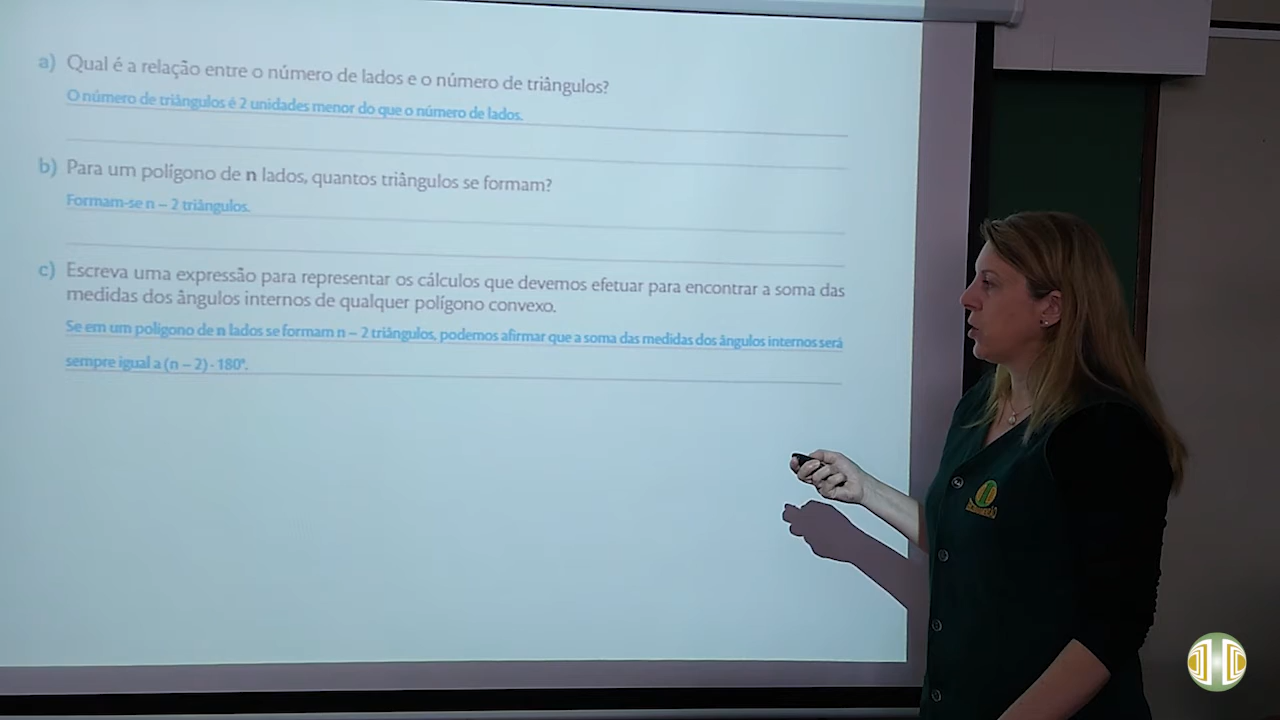 a) Qual é a relação entre o número de lados e o número de triângulos?
O número de triângulos é 2 unidades menor do que o número de lados.
b) Para um polígono de n lados, quantos triângulos se formam?
Formam-se n – 2 triângulos.
c) Escreva uma expressão para representar os cálculos que devemos efetuar para encontrar a soma das
medidas dos ângulos internos de qualquer polígono convexo.
Se em um polígono de n lados se formam n – 2 triângulos, podemos afirmar que a soma das medidas dos ângulos internos será
sempre igual a (n – 2) · 180°.